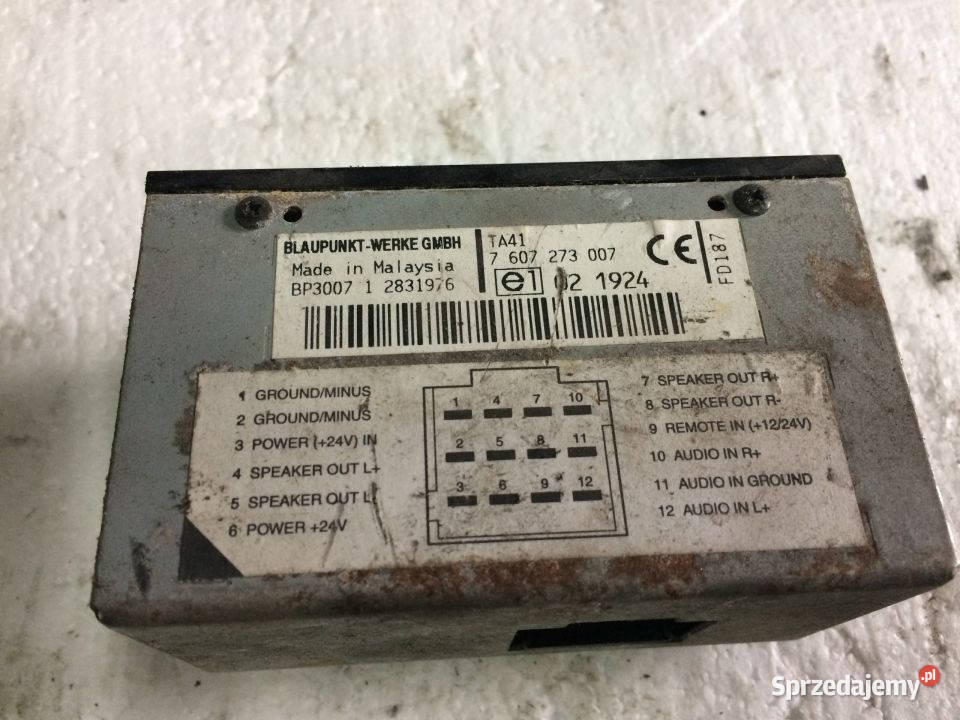 BLAUPUNKT-WERKE GMBH
Made in Malaysia
BP3007 1 2831976
TA41
7 607 273 007
e1 02 1924
CE
FD187
1 GROUND/MINUS
2 GROUND/MINUS
3 POWER (+24V) IN
4 SPEAKER OUT L+
5 SPEAKER OUT L-
6 POWER +24V
1 4 7 10
2 5 8 11
3 6 9 12
7 SPEAKER OUT R+
8 SPEAKER OUT R-
9 REMOTE IN (+12/24V)
10 AUDIO IN R+
11 AUDIO IN GROUND
12 AUDIO IN L+
Sprzedajemy.pl